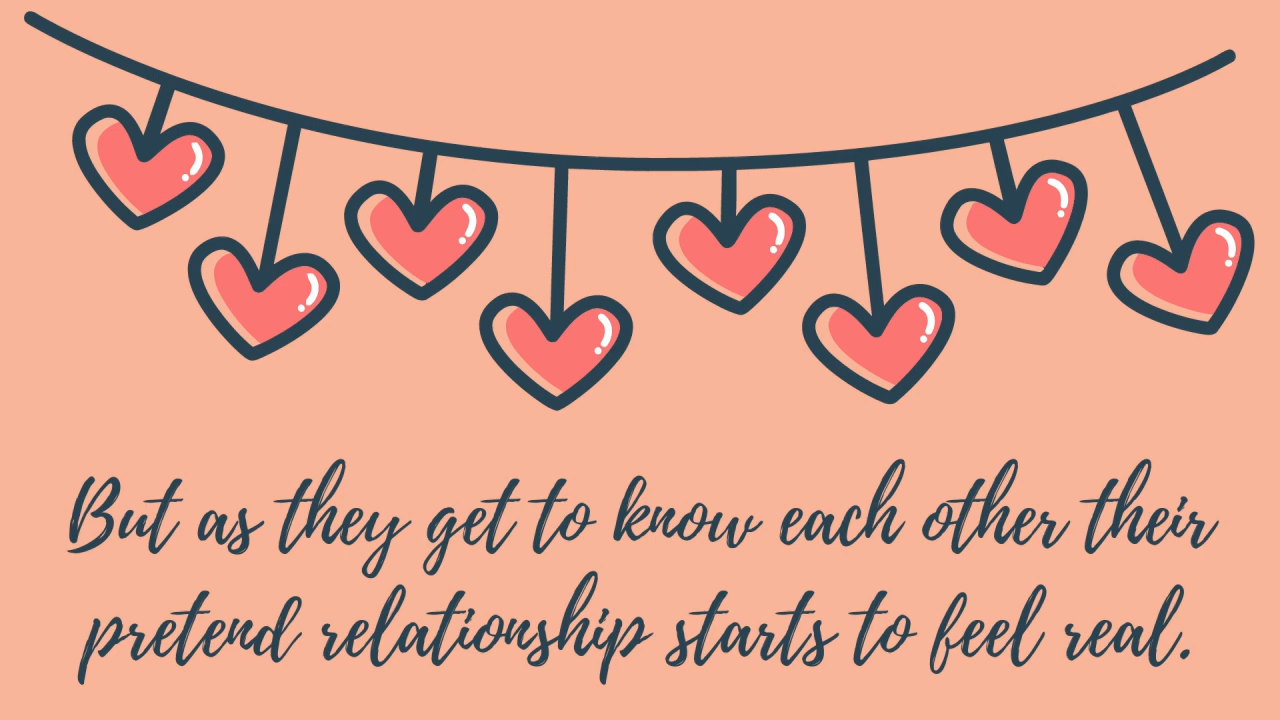 But as they get to know each other their
pretend relationship starts to feel real.